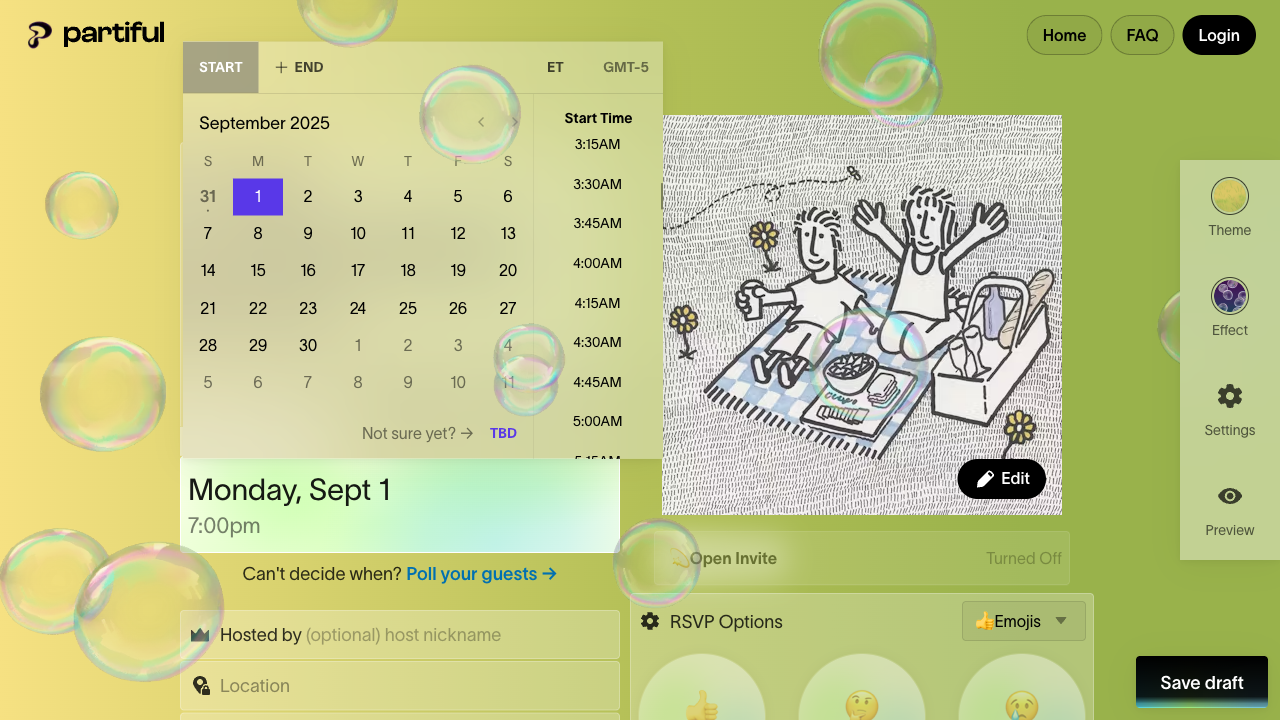 partiful
Home
FAQ
Login
START
END
ET
GMT-5
September 2025
Start Time
S M T W T F S
31 1 2 3 4 5 6
7 8 9 10 11 12 13
14 15 16 17 18 19 20
21 22 23 24 25 26 27
28 29 30 1 2 3 4
5 6 7 8 9 10 11
3:15AM
3:30AM
3:45AM
4:00AM
4:15AM
4:30AM
4:45AM
5:00AM
5:15AM
Not sure yet? → TBD
Monday, Sept 1
7:00pm
Can't decide when? Poll your guests →
Hosted by (optional) host nickname
Location
Edit
Open Invite
Turned Off
RSVP Options
👍Emojis
Theme
Effect
Settings
Preview
Save draft